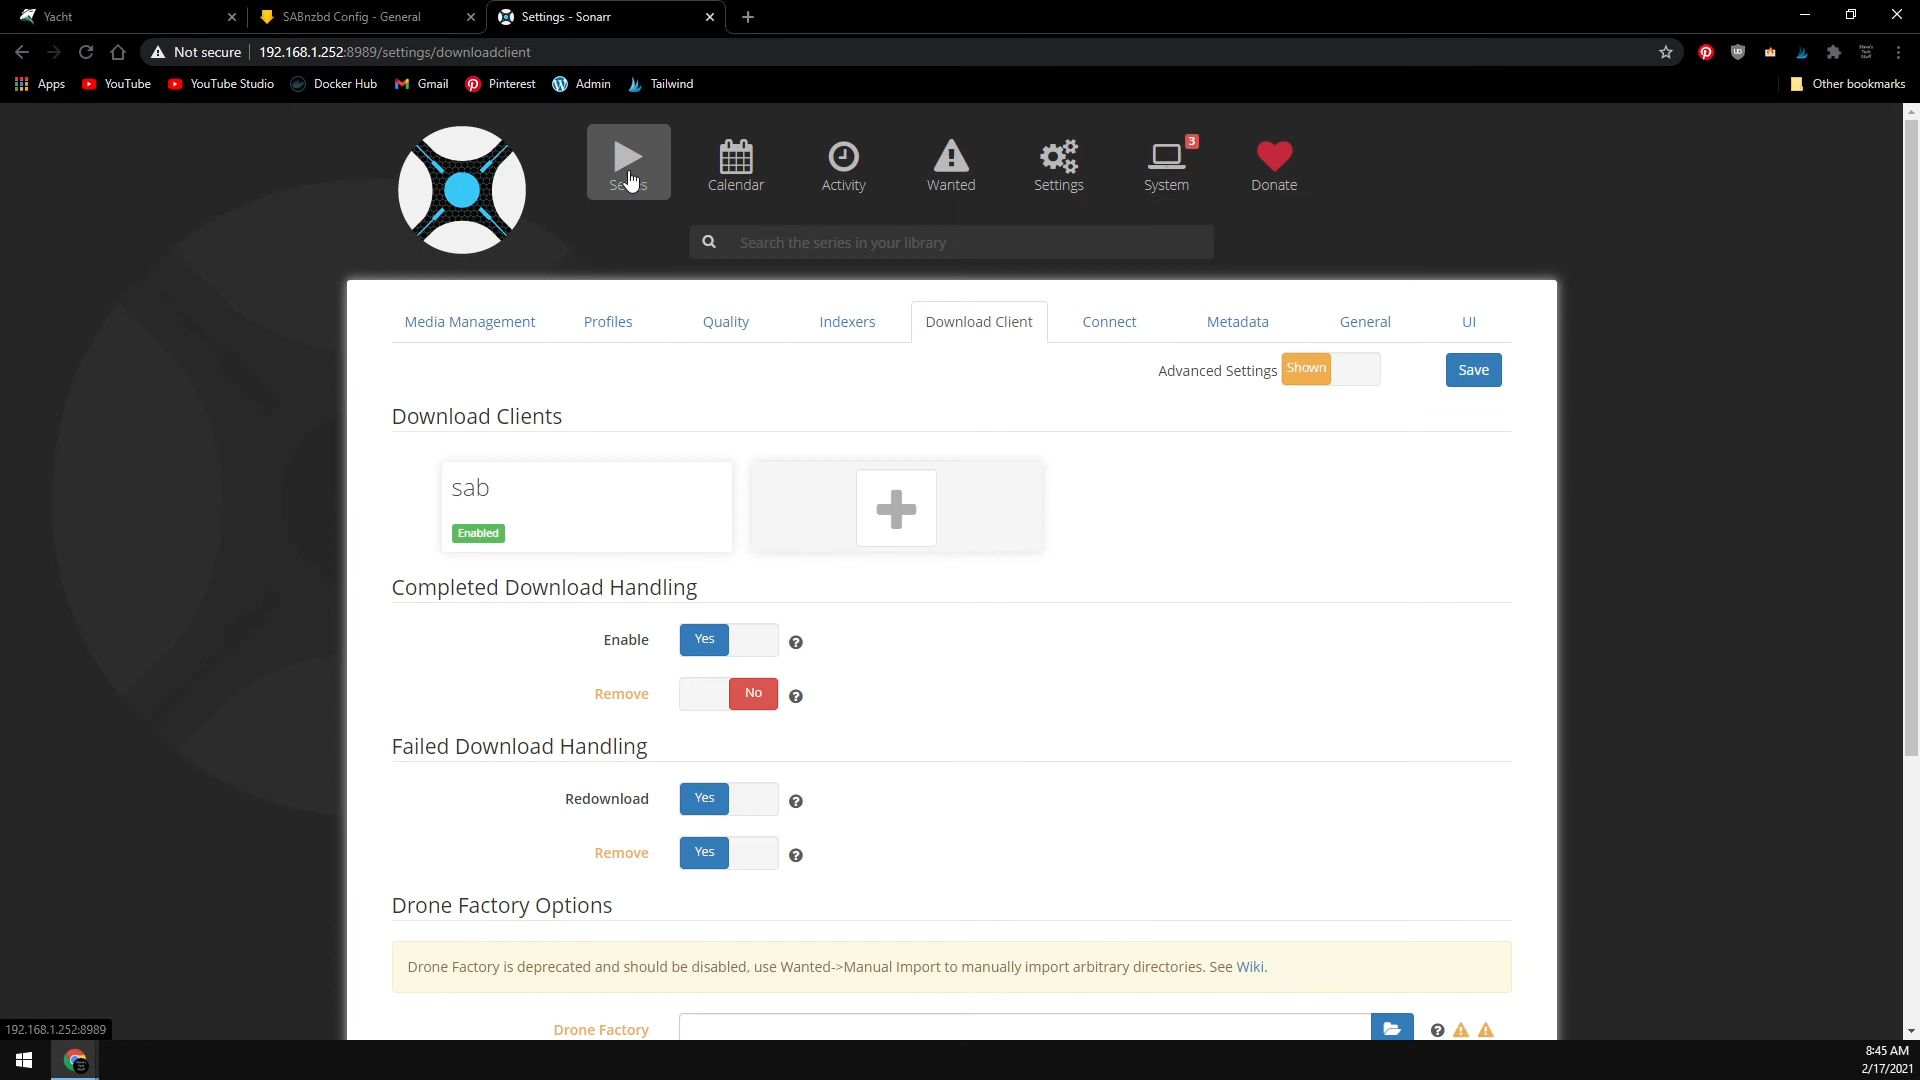 Yacht
SABnzbd Config - General
Settings - Sonarr
Not secure
192.168.1.252:8989/settings/downloadclient
Apps
YouTube
YouTube Studio
Docker Hub
Gmail
Pinterest
Admin
Tailwind
Other bookmarks
Calendar
Activity
Wanted
Settings
3
System
Donate
Search the series in your library
Media Management
Profiles
Quality
Indexers
Download Client
Connect
Metadata
General
UI
Advanced Settings
Shown
Save
Download Clients
sab
Enabled
Completed Download Handling
Enable
Yes
Remove
No
Failed Download Handling
Redownload
Yes
Remove
Yes
Drone Factory Options
Drone Factory is deprecated and should be disabled, use Wanted->Manual Import to manually import arbitrary directories. See Wiki.
Drone Factory
192.168.1.252:8989
8:45 AM
2/17/2021